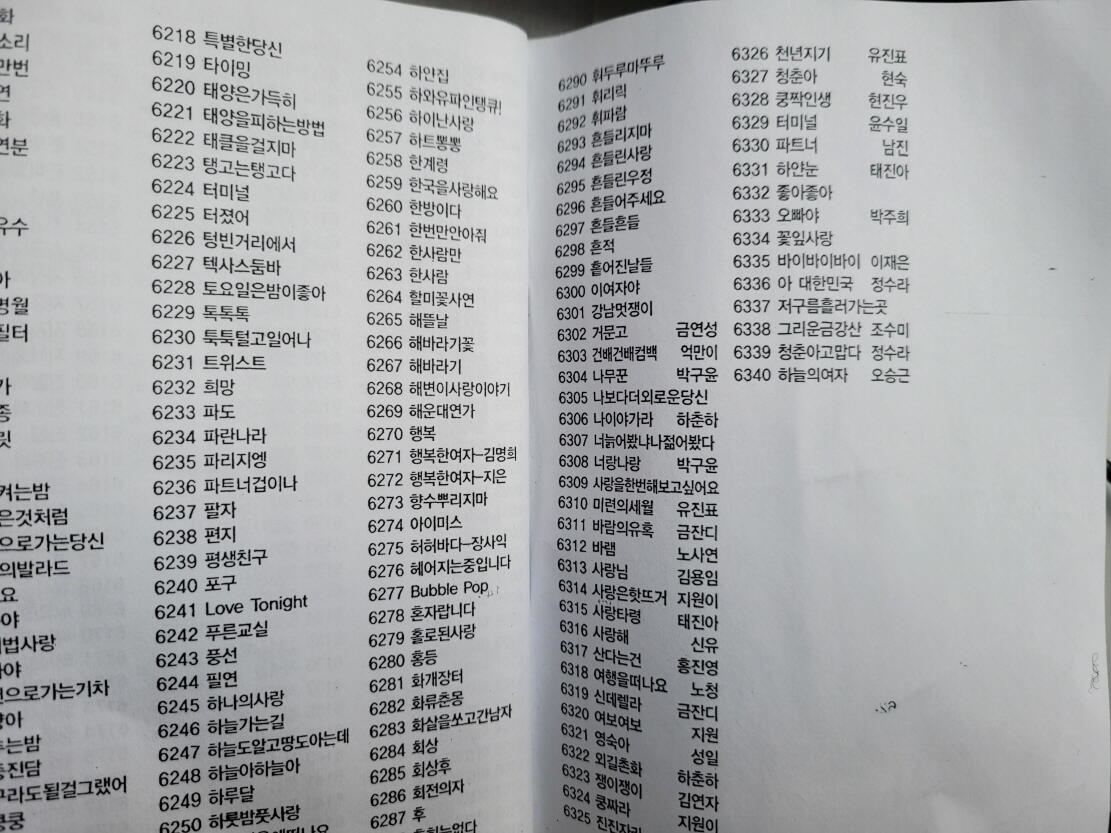 화
소리
만번
연
화
연분
우수
아
명월
필터
가
종
릿
켜는밤
은것처럼
으로가는당신
의발라드
요
야
법사랑
야
선으로가는기차
아
는밤
중진담
구라도될걸그랬어
쿵
6218 특별한당신
6219 타이밍
6220 태양은가득히
6221 태양을피하는방법
6222 태클을걸지마
6223 탱고는탱고다
6224 터미널
6225 터졌어
6226 텅빈거리에서
6227 텍사스둠바
6228 토요일은밤이좋아
6229 톡톡톡
6230 툭툭털고일어나
6231 트위스트
6232 희망
6233 파도
6234 파란나라
6235 파리지엥
6236 파트너겁이나
6237 팔자
6238 편지
6239 평생친구
6240 포구
6241 Love Tonight
6242 푸른교실
6243 풍선
6244 필연
6245 하나의사랑
6246 하늘가는길
6247 하늘도알고땅도아는데
6248 하늘아하늘아
6249 하루달
6250 하룻밤풋사랑
6254 하얀집
6255 하와유파인탱큐!
6256 하이난사랑
6257 하트뽕뽕
6258 한계령
6259 한국을사랑해요
6260 한방이다
6261 한번만안아줘
6262 한사람만
6263 한사람
6264 할미꽃사연
6265 해뜰날
6266 해바라기꽃
6267 해바라기
6268 해변이사랑이야기
6269 해운대연가
6270 행복
6271 행복한여자-김명희
6272 행복한여자-지은
6273 향수뿌리지마
6274 아이미스
6275 허허바다-장사익
6276 헤어지는중입니다
6277 Bubble Pop
6278 혼자랍니다
6279 홀로된사랑
6280 홍등
6281 화개장터
6282 화류춘몽
6283 화살을쏘고간남자
6284 회상
6285 회상후
6286 회전의자
6287 후
6290 휘두루마뚜루
6291 휘리릭
6292 휘파람
6293 흔들리지마
6294 흔들린사랑
6295 흔들린우정
6296 흔들어주세요
6297 흔들흔들
6298 흔적
6299 흩어진날들
6300 이여자야
6301 강남멋쟁이
6302 거문고 금연성
6303 건배건배컴백 억만이
6304 나무꾼 박구윤
6305 나보다더외로운당신
6306 나이야가라 하춘하
6307 너늙어봤냐나젊어봤다
6308 너랑나랑 박구윤
6309 사랑을한번해보고싶어요
6310 미련의세월 유진표
6311 바람의유혹 금잔디
6312 바램 노사연
6313 사랑님 김용임
6314 사랑은핫뜨거 지원이
6315 사랑타령 태진아
6316 사랑해 신유
6317 산다는건 홍진영
6318 여행을떠나요 노청
6319 신데렐라 금잔디
6320 여보여보 지원
6321 영숙아 성일
6322 외길촌화 하춘하
6323 쟁이쟁이 김연자
6324 쿵짜라 지원이
6325
6326 천년지기 유진표
6327 청춘아 현숙
6328 쿵짝인생 현진우
6329 터미널 윤수일
6330 파트너 남진
6331 하얀눈 태진아
6332 좋아좋아
6333 오빠야 박주희
6334 꽃잎사랑
6335 바이바이바이 이재은
6336 아 대한민국 정수라
6337 저구름흘러가는곳
6338 그리운금강산 조수미
6339 청춘아고맙다 정수라
6340 하늘의여자 오승근